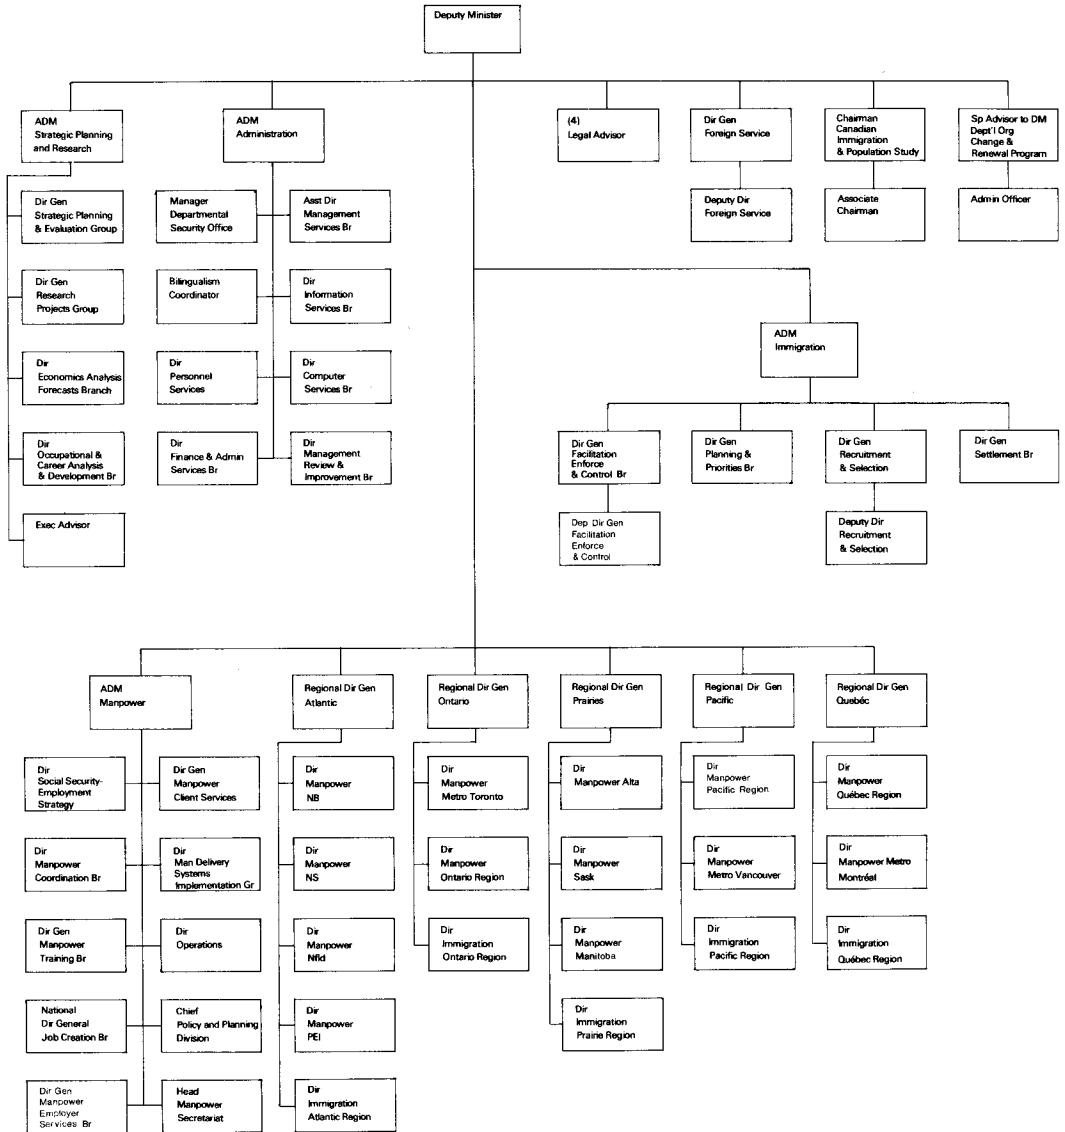 Deputy Minister
ADM
Strategic Planning
and Research
ADM
Administration
(4)
Legal Advisor
Dir Gen
Foreign Service
Chairman
Canadian
Immigration
& Population Study
Sp Advisor to DM
Dept'l Org
Change &
Renewal Program
Dir Gen
Strategic Planning
& Evaluation Group
Manager
Departmental
Security Office
Asst Dir
Management
Services Br
Deputy Dir
Foreign Service
Associate
Chairman
Admin Officer
Dir Gen
Research
Projects Group
Bilingualism
Coordinator
Dir
Information
Services Br
ADM
Immigration
Dir
Economics Analysis
Forecasts Branch
Dir
Personnel
Services
Dir
Computer
Services Br
Dir
Occupational &
Career Analysis
& Development Br
Dir
Finance & Admin
Services Br
Dir
Management
Review &
Improvement Br
Dir Gen
Facilitation
Enforce
& Control Br
Dir Gen
Planning &
Priorities Br
Dir Gen
Recruitment
& Selection
Dir Gen
Settlement Br
Exec Advisor
Dep Dir Gen
Facilitation
Enforce
& Control
Deputy Dir
Recruitment
& Selection
ADM
Manpower
Regional Dir Gen
Atlantic
Regional Dir Gen
Ontario
Regional Dir Gen
Prairies
Regional Dir Gen
Pacific
Regional Dir Gen
Quebéc
Dir
Social Security-
Employment
Strategy
Dir Gen
Manpower
Client Services
Dir
Manpower
NB
Dir
Manpower
Metro Toronto
Dir
Manpower Alta
Dir
Manpower
Pacific Region
Dir
Manpower
Québec Region
Dir
Manpower
Coordination Br
Dir
Man Delivery
Systems
Implementation Gr
Dir
Manpower
NS
Dir
Manpower
Ontario Region
Dir
Manpower
Sask
Dir
Manpower
Metro Vancouver
Dir
Manpower Metro
Montréal
Dir Gen
Manpower
Training Br
Dir
Operations
Dir
Manpower
Nfld
Dir
Immigration
Ontario Region
Dir
Manpower
Manitoba
Dir
Immigration
Pacific Region
Dir
Immigration
Québec Region
National
Dir General
Job Creation Br
Chief
Policy and Planning
Division
Dir
Manpower
PEI
Dir
Immigration
Prairie Region
Dir Gen
Manpower
Employer
Services Br
Head
Manpower
Secretariat
Dir
Immigration
Atlantic Region